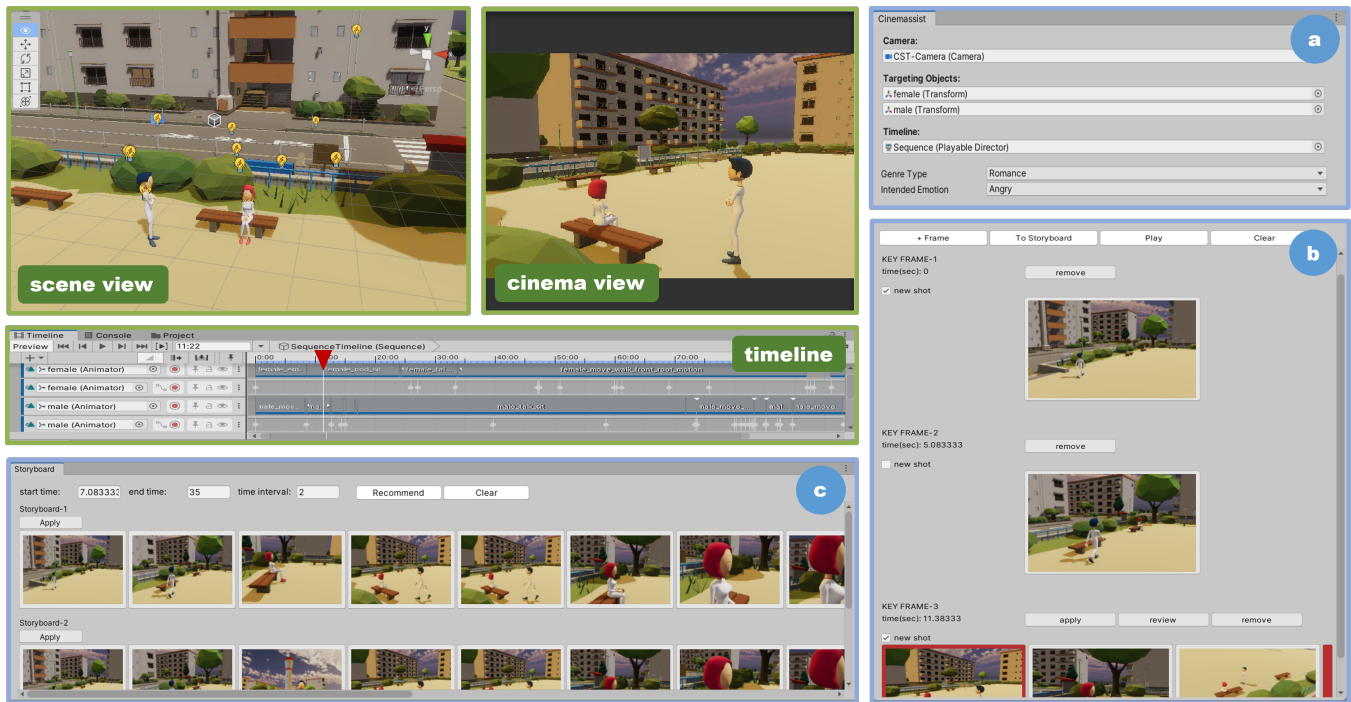 Persp
scene view
cinema view
Timeline
Console
Project
Preview
11:22
SequenceTimeline (Sequence)
timeline
0:00
20:00
30:00
40:00
50:00
60:00
70:00
female (Animator)
female_move_walk_front_roof_motion
female (Animator)
male (Animator)
male_mov...
male_talk_sit
male_move_...
male_move...
male (Animator)
Storyboard
c
start time: 7.083333 end time: 35 time interval: 2 Recommend Clear
Storyboard-1
Apply
Storyboard-2
Apply
Cinemassist
a
Camera:
CST-Camera (Camera)
Targeting Objects:
female (Transform)
male (Transform)
Timeline:
Sequence (Playable Director)
Genre Type Romance
Intended Emotion Angry
+ Frame To Storyboard Play Clear
b
KEY FRAME-1
time(sec): 0 remove
new shot
KEY FRAME-2
time(sec): 5.083333 remove
new shot
KEY FRAME-3
time(sec): 11.38333 apply review remove
new shot